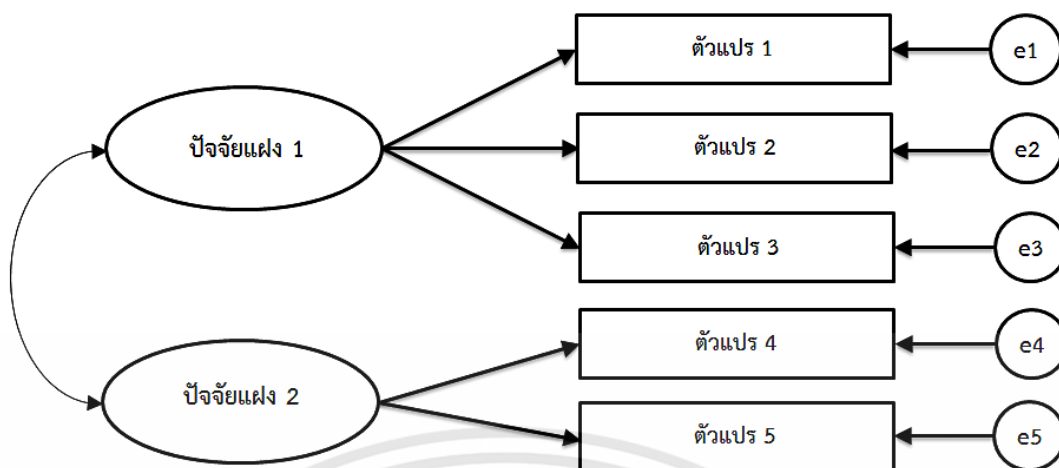 ตัวแปร 1
e1
ปัจจัยแฝง 1
ตัวแปร 2
e2
ตัวแปร 3
e3
ตัวแปร 4
e4
ปัจจัยแฝง 2
ตัวแปร 5
e5